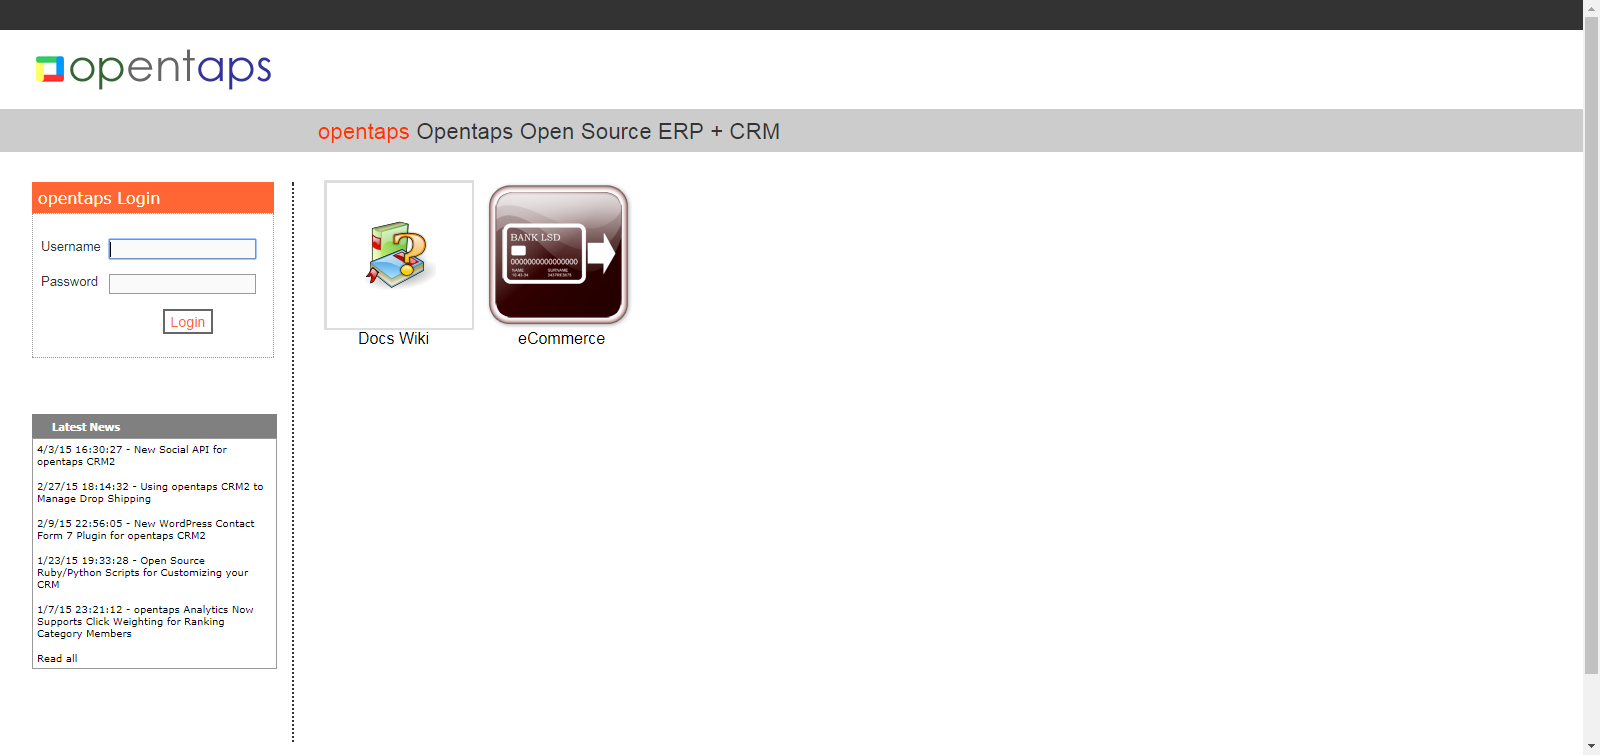 opentaps
opentaps Opentaps Open Source ERP + CRM
opentaps Login
Username
Password
Login
BANK LSD
0000000000000000
NAME SURNAME
Docs Wiki
eCommerce
Latest News
4/3/15 16:30:27 - New Social API for
opentaps CRM2
2/27/15 18:14:32 - Using opentaps CRM2 to
Manage Drop Shipping
2/9/15 22:56:05 - New WordPress Contact
Form 7 Plugin for opentaps CRM2
1/23/15 19:33:28 - Open Source
Ruby/Python Scripts for Customizing your
CRM
1/7/15 23:21:12 - opentaps Analytics Now
Supports Click Weighting for Ranking
Category Members
Read all